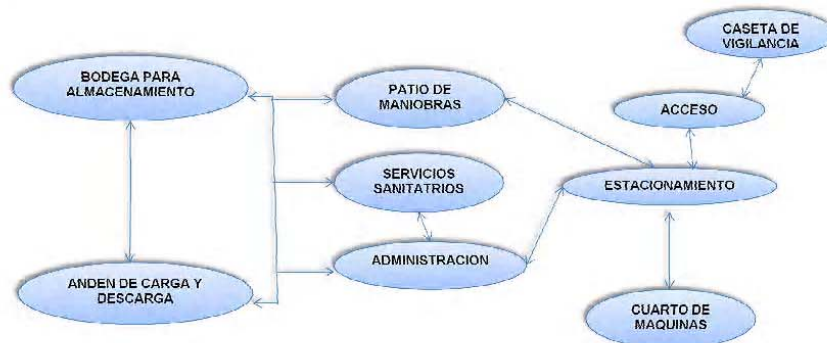 CASETA DE
VIGILANCIA
BODEGA PARA
ALMACENAMIENTO
PATIO DE
MANIOBRAS
ACCESO
SERVICIOS
SANITATRIOS
ESTACIONAMIENTO
ADMINISTRACION
ANDEN DE CARGA Y
DESCARGA
CUARTO DE
MAQUINAS